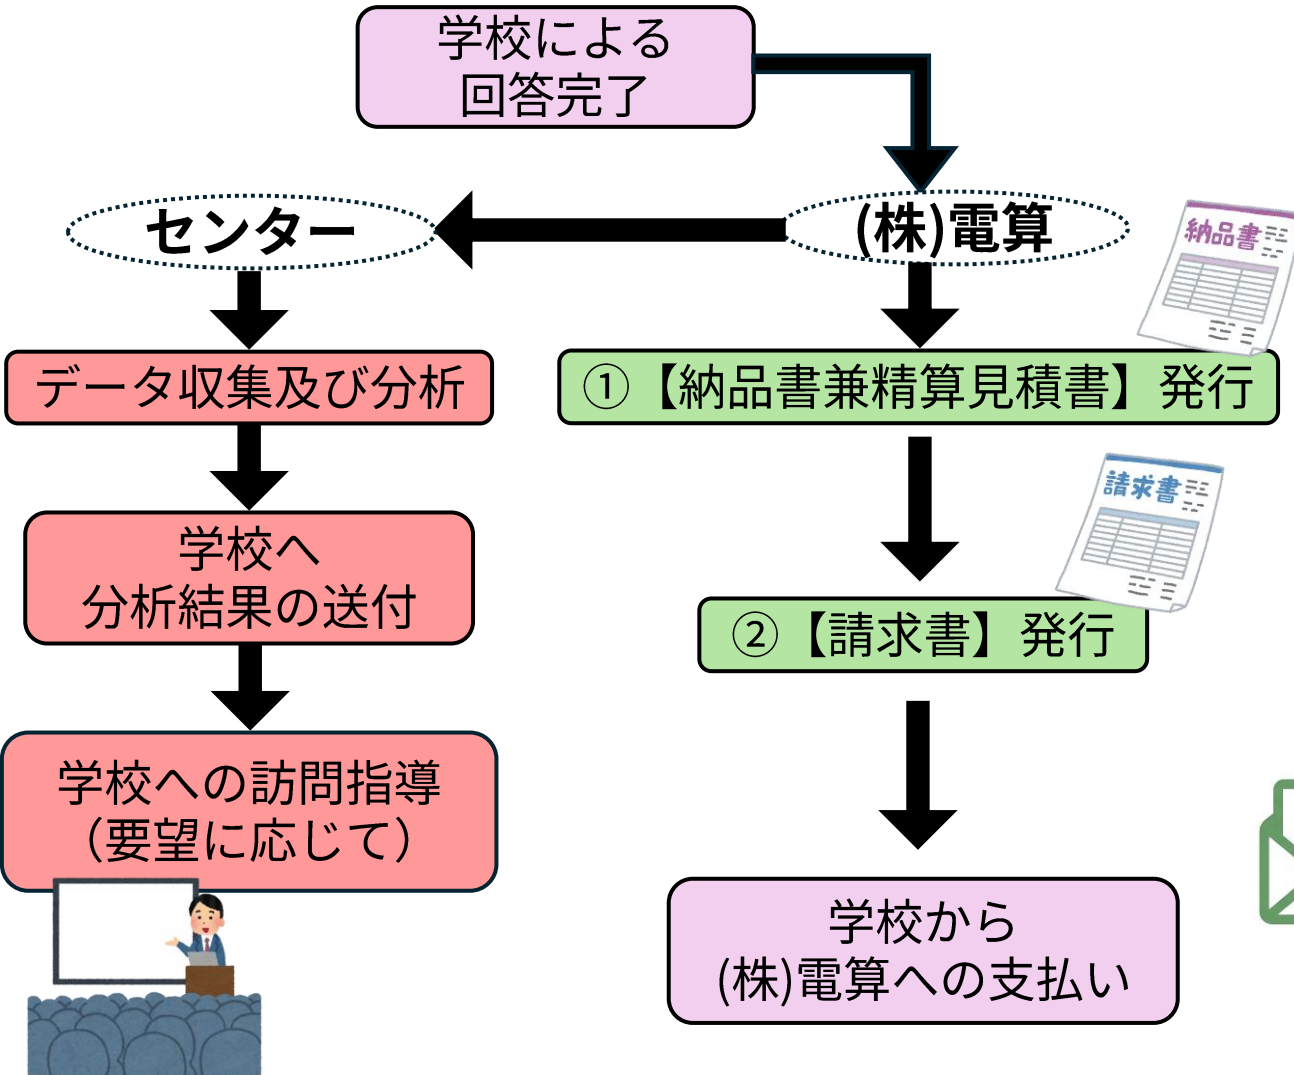 学校による
回答完了
センター
(株)電算
納品書
データ収集及び分析
①【納品書兼精算見積書】発行
請求書
学校へ
分析結果の送付
②【請求書】発行
学校への訪問指導
（要望に応じて）
学校から
(株)電算への支払い